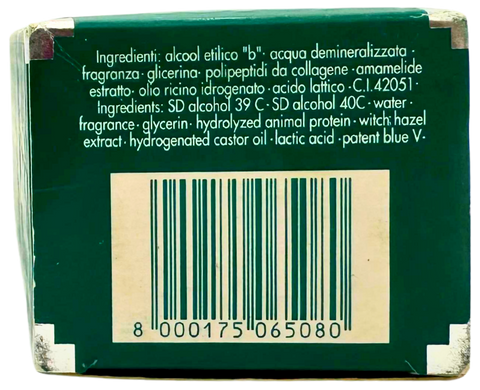 Ingredienti: alcool etilico "b"· acqua demineralizzata·
fragranza· glicerina· polipeptidi da collagene· amamelide
estratto· olio ricino idrogenato· acido lattico· C.I.42051·
Ingredients: SD alcohol 39 C· SD alcohol 40C· water·
fragrance· glycerin· hydrolyzed animal protein· witch hazel
extract· hydrogenated castor oil· lactic acid· patent blue V·
8 000175 065080